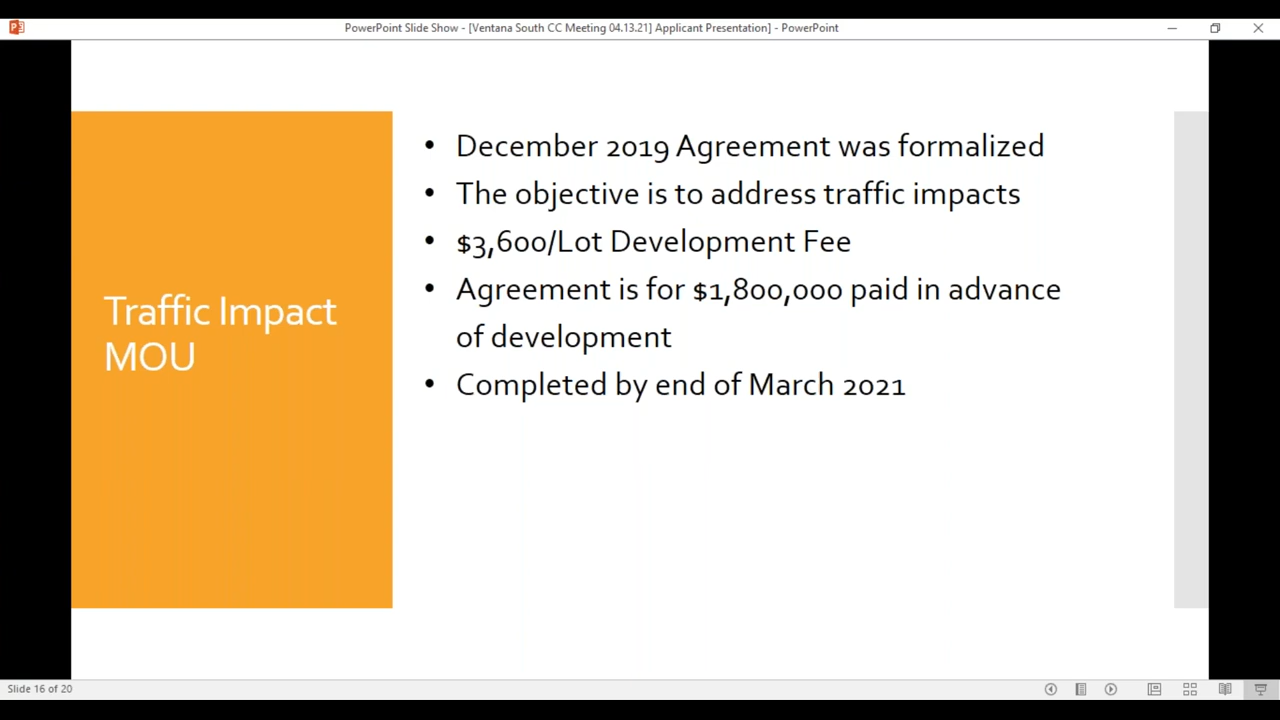 PowerPoint Slide Show - [Ventana South CC Meeting 04.13.21] Applicant Presentation] - PowerPoint
Traffic Impact
MOU
• December 2019 Agreement was formalized
• The objective is to address traffic impacts
• $3,600/Lot Development Fee
• Agreement is for $1,800,000 paid in advance
of development
• Completed by end of March 2021
Slide 16 of 20